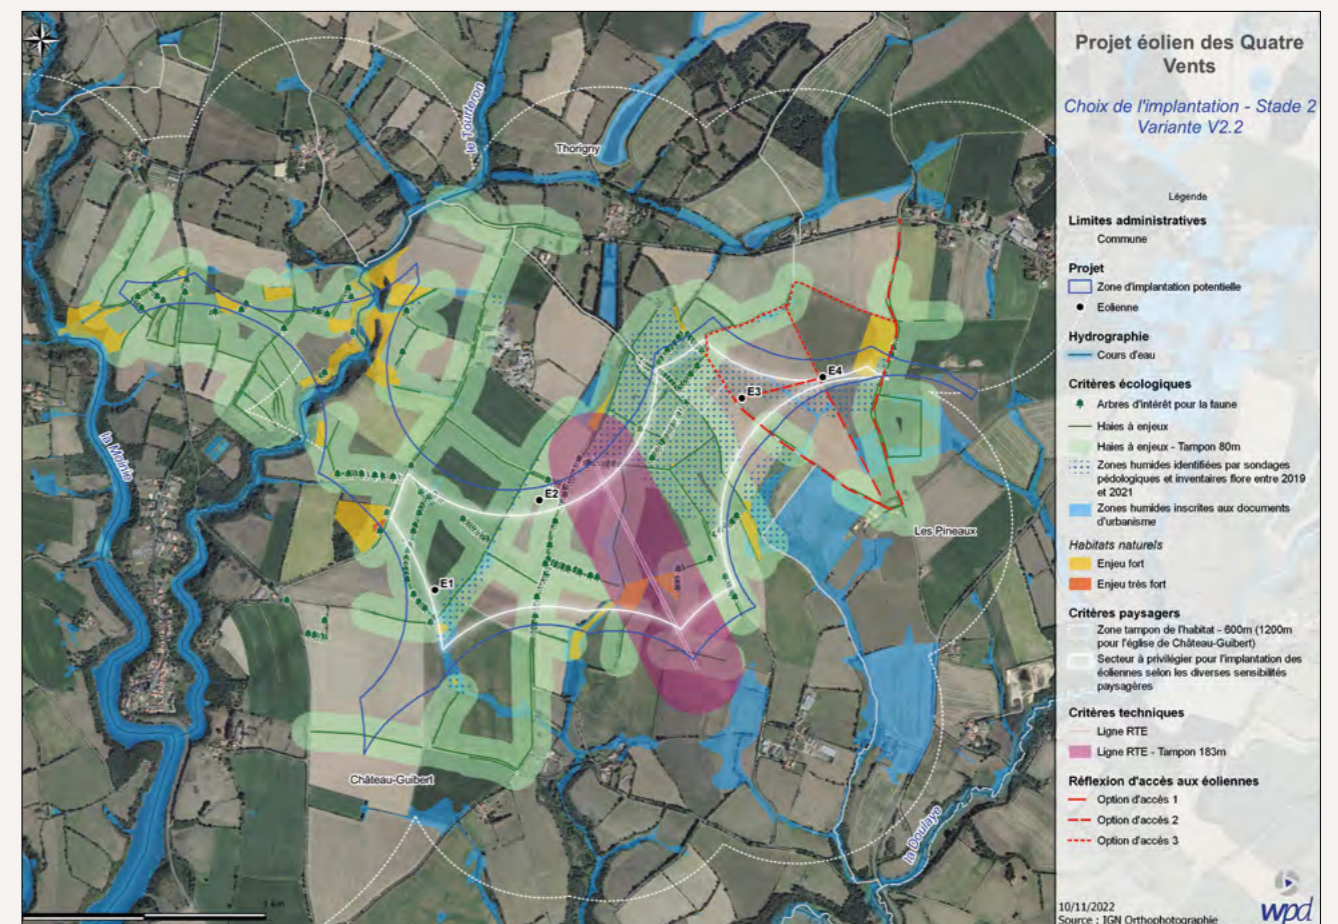 Projet éolien des Quatre
Vents
Choix de l'implantation - Stade 2
Variante V2.2
Légende
Limites administratives
Commune
Projet
Zone d'implantation potentielle
Eolienne
Hydrographie
Cours d'eau
Critères écologiques
Arbres d'intérêt pour la faune
Haies à enjeux
Haies à enjeux - Tampon 80m
Zones humides identifiées par sondages
pédologiques et inventaires flore entre 2019
et 2021
Zones humides inscrites aux documents
d'urbanisme
Habitats naturels
Enjeu fort
Enjeu très fort
Critères paysagers
Zone tampon de l'habitat - 600m (1200m
pour l'église de Château-Guibert)
Secteur à privilégier pour l'implantation des
éoliennes selon les diverses sensibilités
paysagères
Critères techniques
Ligne RTE
Ligne RTE - Tampon 183m
Réflexion d'accès aux éoliennes
Option d'accès 1
Option d'accès 2
Option d'accès 3
10/11/2022
Source : IGN Orthophotographie
wpd
le Tourteron
Thorigny
la Moinie
E4
E3
E2
Les Pineaux
E1
Château-Guibert
la Doulaye
1 km